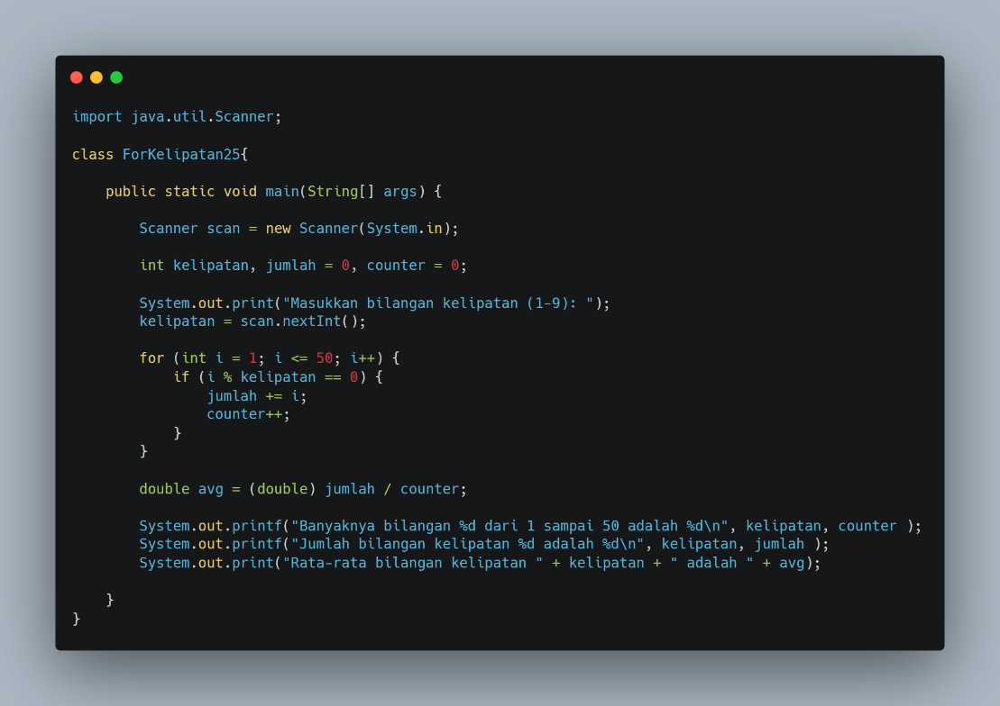 import java.util.Scanner;
class ForKelipatan25{
public static void main(String[] args) {
Scanner scan = new Scanner(System.in);
int kelipatan, jumlah = 0, counter = 0;
System.out.print("Masukkan bilangan kelipatan (1-9): ");
kelipatan = scan.nextInt();
for (int i = 1; i <= 50; i++) {
if (i % kelipatan == 0) {
jumlah += i;
counter++;
}
}
double avg = (double) jumlah / counter;
System.out.printf("Banyaknya bilangan %d dari 1 sampai 50 adalah %d\n", kelipatan, counter );
System.out.printf("Jumlah bilangan kelipatan %d adalah %d\n", kelipatan, jumlah );
System.out.print("Rata-rata bilangan kelipatan " + kelipatan + " adalah " + avg);
}
}